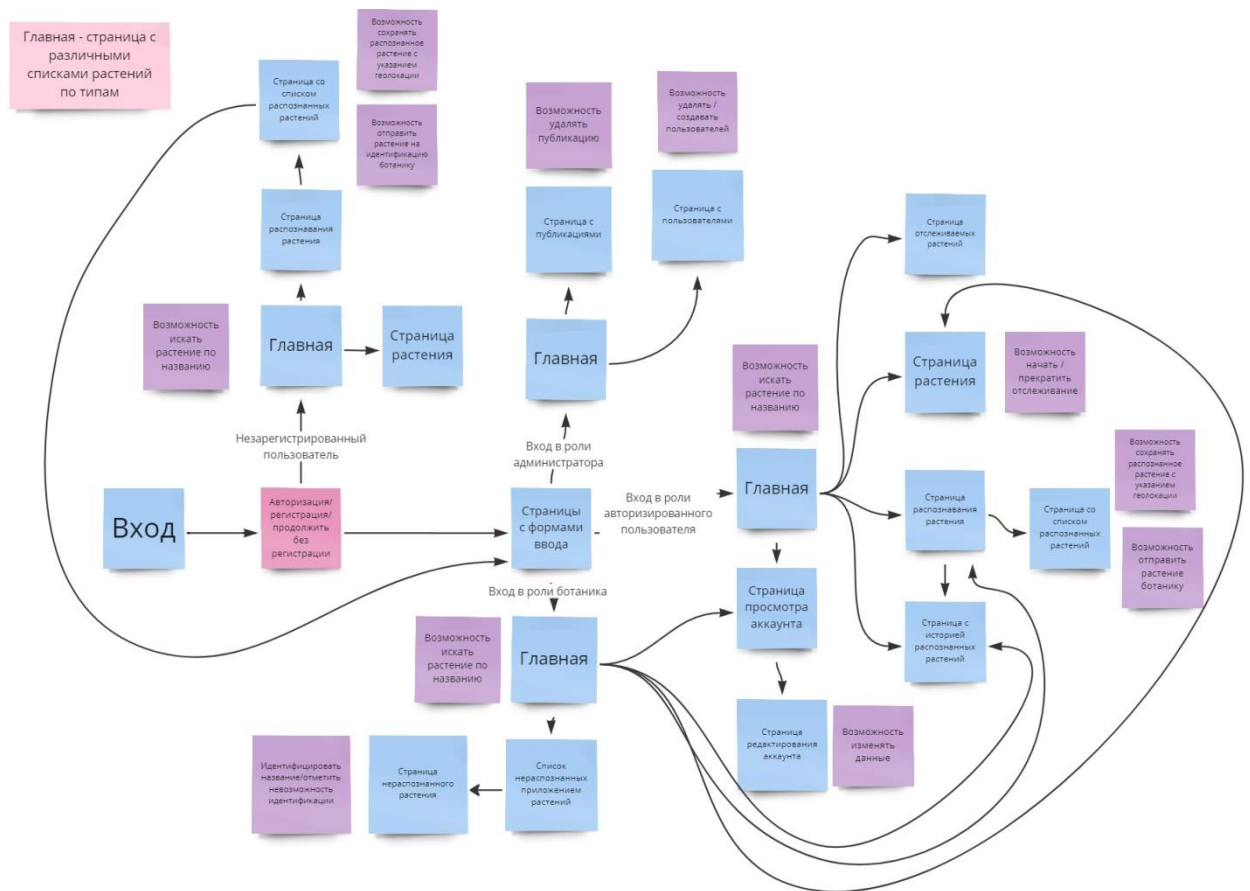 Главная - страница с
различными
списками растений
по типам
Возможность
сохранять
распознанное
растение с
указанием
геолокации
Страница со
списком
распознанных
растений
Возможность
отправить
растение на
идентификацию
ботанику
Возможность
удалять
публикацию
Возможность
удалять /
создавать
пользователей
Страница
распознавания
растения
Страница с
публикациями
Страница с
пользователями
Страница
отслеживаемых
растений
Возможность
искать
растение по
названию
Главная
Страница
растения
Главная
Возможность
искать
растение по
названию
Страница
растения
Возможность
начать /
прекратить
отслеживание
Незарегистрированный
пользователь
Вход в роли
администратора
Вход
Авторизация/
регистрация/
продолжить
без
регистрации
Страницы
с формами
ввода
Вход в роли
авторизированного
пользователя
Главная
Страница
распознавания
растения
Страница со
списком
распознанных
растений
Возможность
сохранять
распознанное
растение с
указанием
геолокации
Возможность
отправить
растение
ботанику
Вход в роли ботаника
Возможность
искать
растение по
названию
Главная
Страница
просмотра
аккаунта
Страница с
историей
распознанных
растений
Идентифицировать
название/отметить
невозможность
идентификации
Страница
нераспознанного
растения
Список
нераспознанных
приложением
растений
Страница
редактирования
аккаунта
Возможность
изменять
данные